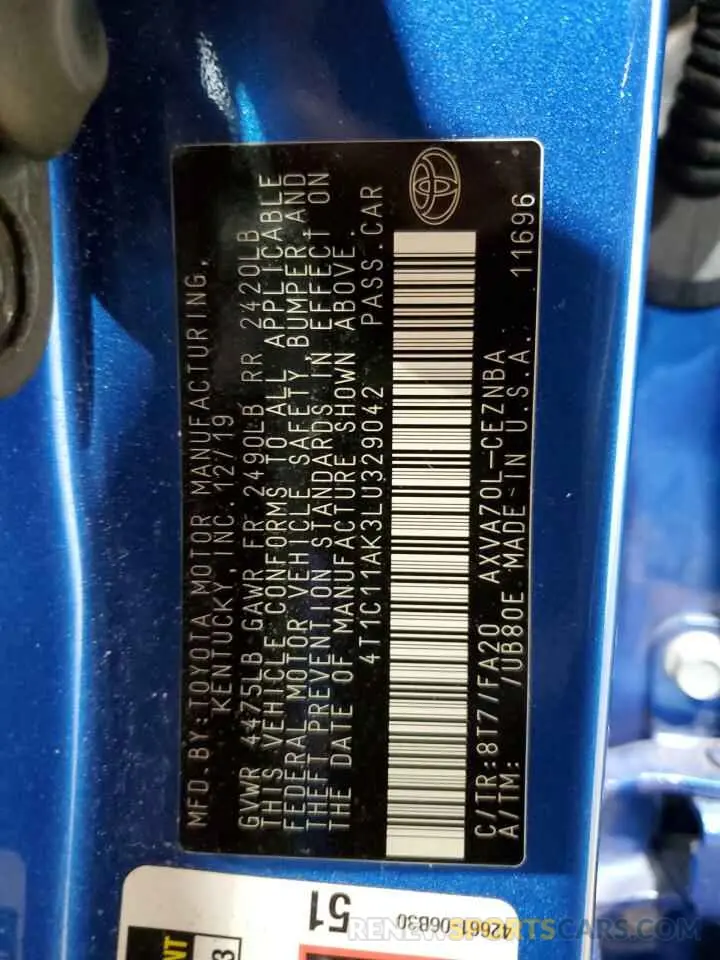 MFD. BY: TOYOTA MOTOR MANUFACTURING,
KENTUCKY, INC. 12/19
GVWR 4475LB GAWR FR 2490LB RR 2420LB
THIS VEHICLE CONFORMS TO ALL APPLICABLE
FEDERAL MOTOR VEHICLE SAFETY, BUMPER, AND
THEFT PREVENTION STANDARDS IN EFFECT ON
THE DATE OF MANUFACTURE SHOWN ABOVE.
4T1C11AK3LU329042 PASS. CAR
C/TR: 8T7/FA20 AXVA70L-CEZNBA
A/TM: /UB80E MADE IN U.S.A. 11696
51
42661-06B30
NT
3
RENEWSPORTSCARS.COM